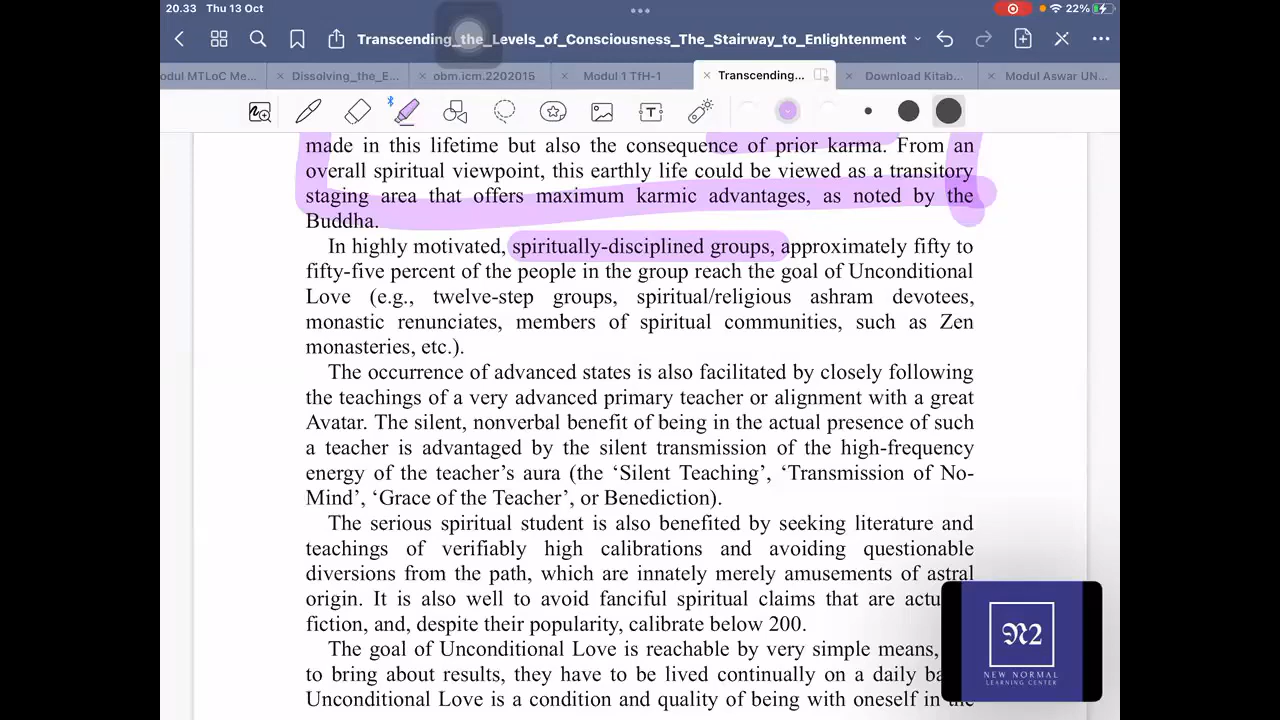 20.33 Thu 13 Oct
22%
Transcending_the_Levels_of_Consciousness_The_Stairway_to_Enlightenment
odul MTLoC Me...
Dissolving_the_E...
obm.icm.2202015
Modul 1 TfH-1
Transcending...
Download Kitab...
Modul Aswar UN...
made in this lifetime but also the consequence of prior karma. From an
overall spiritual viewpoint, this earthly life could be viewed as a transitory
staging area that offers maximum karmic advantages, as noted by the
Buddha.
In highly motivated, spiritually-disciplined groups, approximately fifty to
fifty-five percent of the people in the group reach the goal of Unconditional
Love (e.g., twelve-step groups, spiritual/religious ashram devotees,
monastic renunciates, members of spiritual communities, such as Zen
monasteries, etc.).
The occurrence of advanced states is also facilitated by closely following
the teachings of a very advanced primary teacher or alignment with a great
Avatar. The silent, nonverbal benefit of being in the actual presence of such
a teacher is advantaged by the silent transmission of the high-frequency
energy of the teacher’s aura (the ‘Silent Teaching’, ‘Transmission of No-
Mind’, ‘Grace of the Teacher’, or Benediction).
The serious spiritual student is also benefited by seeking literature and
teachings of verifiably high calibrations and avoiding questionable
diversions from the path, which are innately merely amusements of astral
origin. It is also well to avoid fanciful spiritual claims that are actu
fiction, and, despite their popularity, calibrate below 200.
The goal of Unconditional Love is reachable by very simple means,
to bring about results, they have to be lived continually on a daily ba
Unconditional Love is a condition and quality of being with oneself in the
N2
NEW NORMAL
LEARNING CENTER